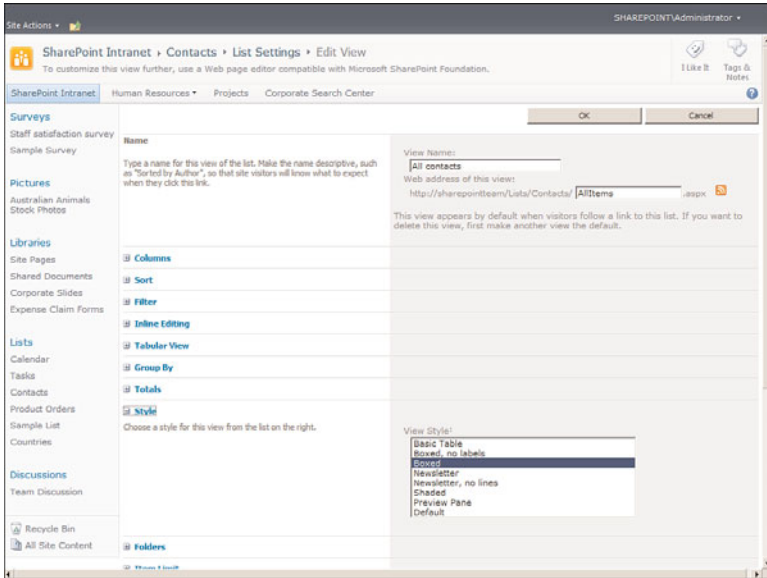 Site Actions
SHAREPOINT\Administrator
SharePoint Intranet › Contacts › List Settings › Edit View
To customize this view further, use a Web page editor compatible with Microsoft SharePoint Foundation.
I Like It
Tags &
Notes
SharePoint Intranet
Human Resources
Projects
Corporate Search Center
Surveys
Staff satisfaction survey
Sample Survey
Pictures
Australian Animals
Stock Photos
Libraries
Site Pages
Shared Documents
Corporate Slides
Expense Claim Forms
Lists
Calendar
Tasks
Contacts
Product Orders
Sample List
Countries
Discussions
Team Discussion
Recycle Bin
All Site Content
OK
Cancel
Name
Type a name for this view of the list. Make the name descriptive, such
as "Sorted by Author", so that site visitors will know what to expect
when they click this link.
View Name:
All contacts
Web address of this view:
http://sharepointteam/Lists/Contacts/ AllItems .aspx
This view appears by default when visitors follow a link to this list. If you want to
delete this view, first make another view the default.
Columns
Sort
Filter
Inline Editing
Tabular View
Group By
Totals
Style
Choose a style for this view from the list on the right.
View Style:
Basic Table
Boxed, no labels
Boxed
Newsletter
Newsletter, no lines
Shaded
Preview Pane
Default
Folders
Item Limit